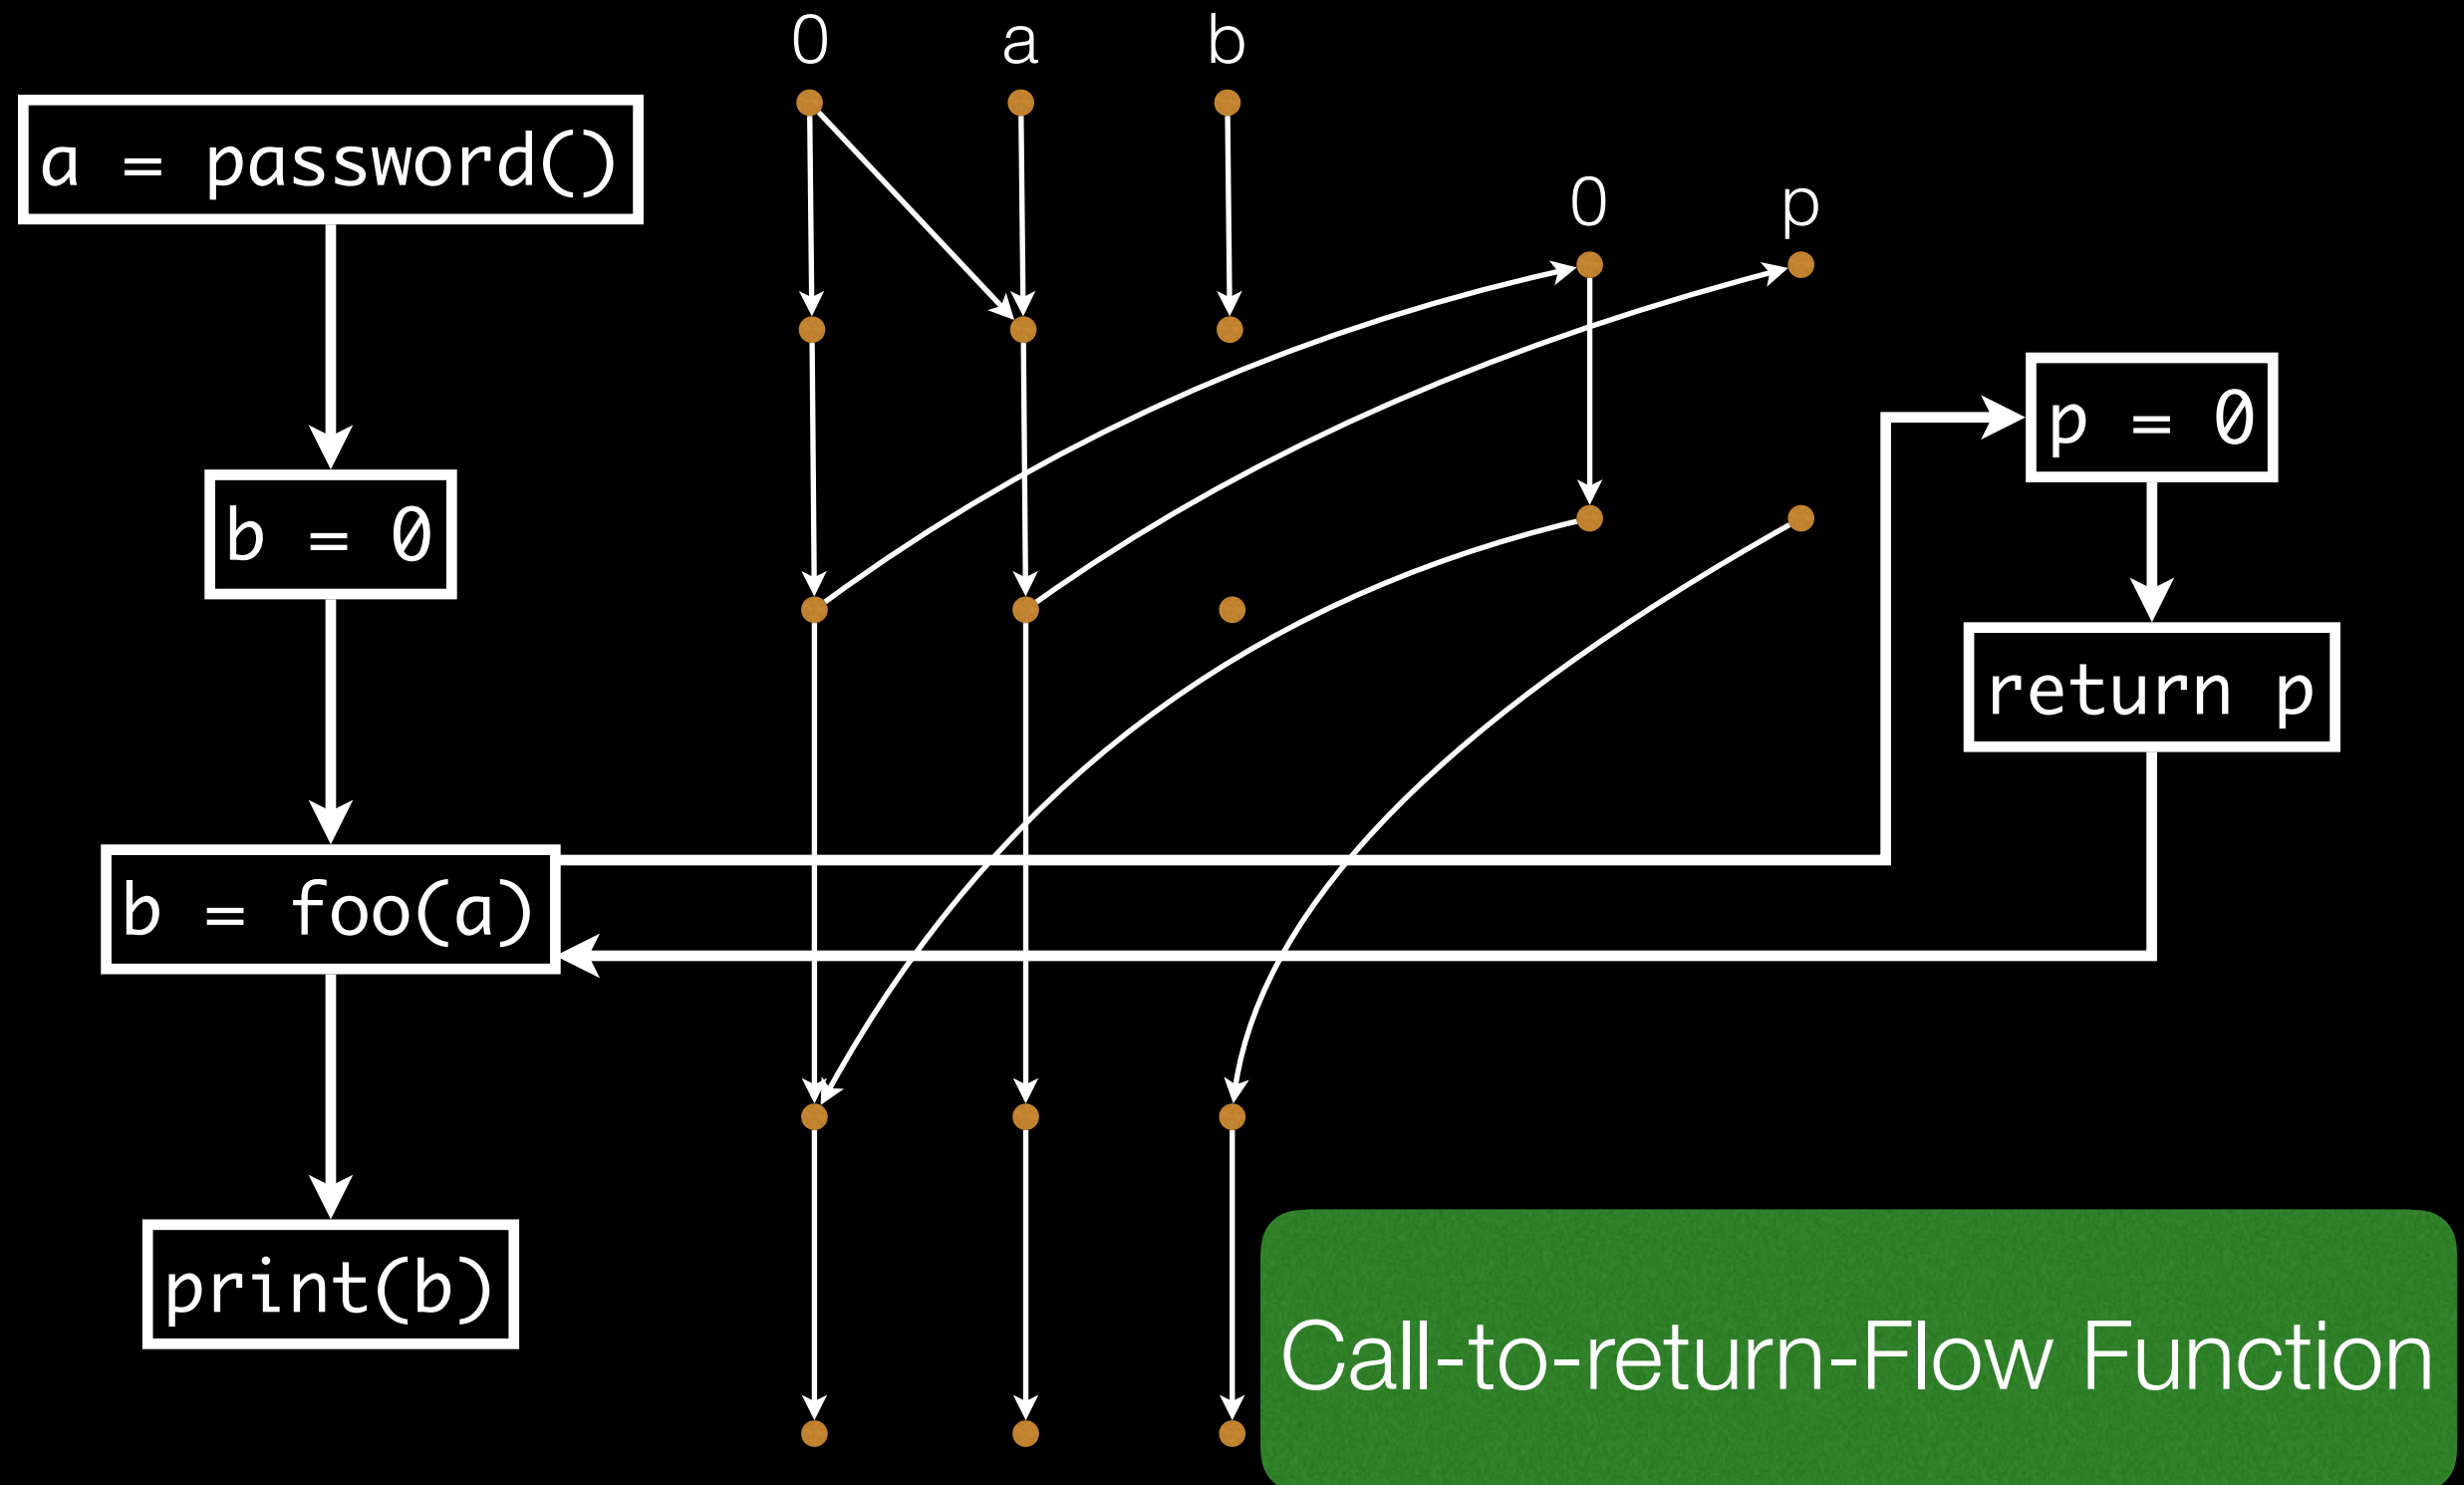 0 a b
a = password()
0 p
p = 0
b = 0
return p
b = foo(a)
print(b)
Call-to-return-Flow Function